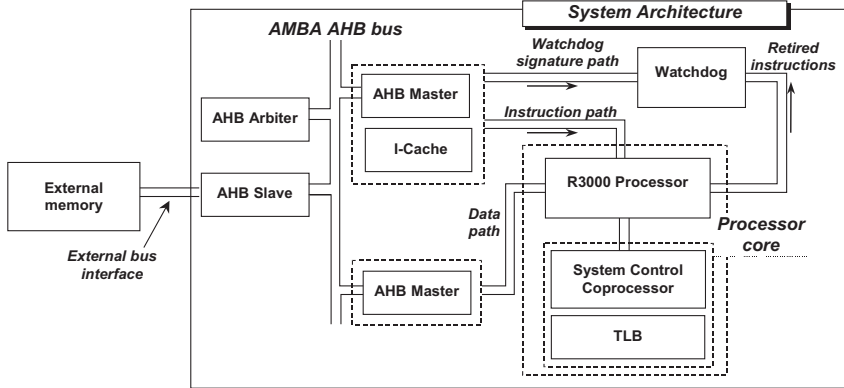 System Architecture
AMBA AHB bus
Watchdog
signature path
Retired
instructions
Watchdog
AHB Master
AHB Arbiter
Instruction path
I-Cache
External
memory
AHB Slave
R3000 Processor
Data
path
Processor
core
External bus
interface
AHB Master
System Control
Coprocessor
TLB